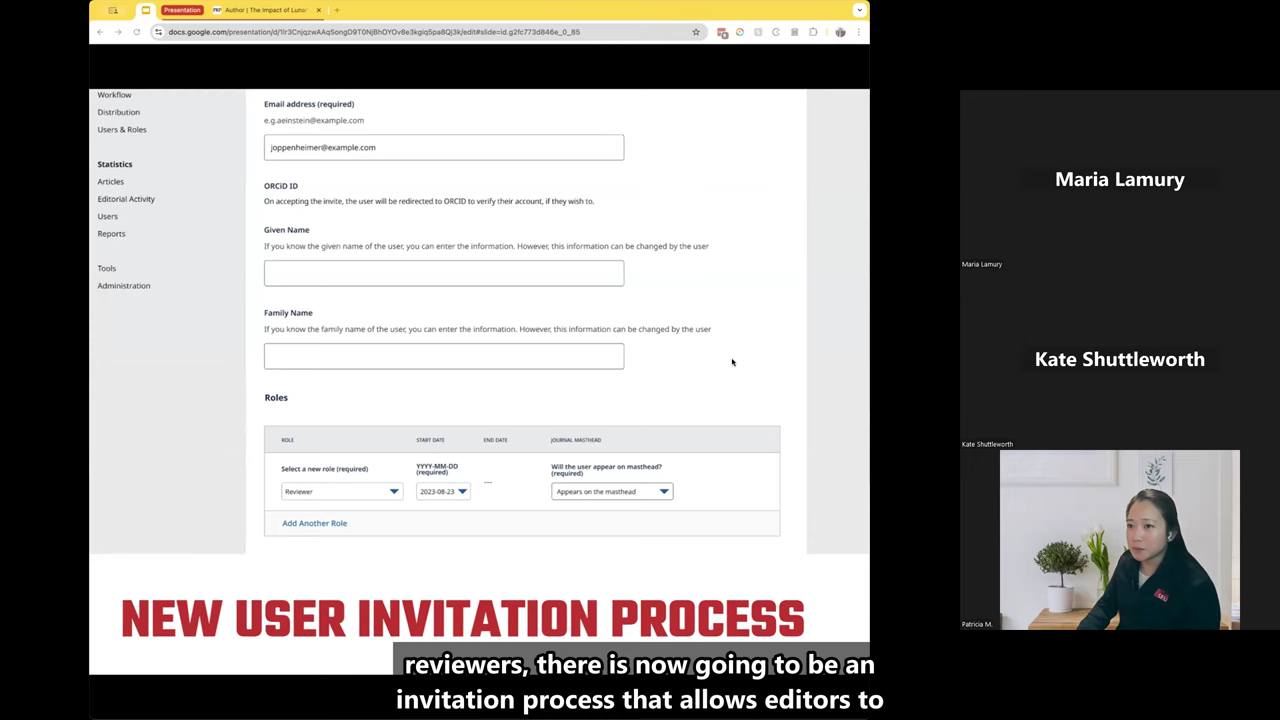 Presentation
PKP Author | The Impact of Luna
docs.google.com/presentation/d/1lr3CnjqzwAAqSongD9T0NjBhOYOv8e3kgiq5pa8Qj3k/edit#slide=id.g2fc773d846e_0_85
Workflow
Distribution
Users & Roles
Statistics
Articles
Editorial Activity
Users
Reports
Tools
Administration
Email address (required)
e.g.aeinstein@example.com
joppenheimer@example.com
ORCiD ID
On accepting the invite, the user will be redirected to ORCID to verify their account, if they wish to.
Given Name
If you know the given name of the user, you can enter the information. However, this information can be changed by the user
Family Name
If you know the family name of the user, you can enter the information. However, this information can be changed by the user
Roles
ROLE START DATE END DATE JOURNAL MASTHEAD
Select a new role (required)
YYYY-MM-DD
(required)
Will the user appear on masthead?
(required)
Reviewer 2023-08-23 --- Appears on the masthead
Add Another Role
NEW USER INVITATION PROCESS
reviewers, there is now going to be an
invitation process that allows editors to
Maria Lamury
Maria Lamury
Kate Shuttleworth
Kate Shuttleworth
SFU
Patricia M.